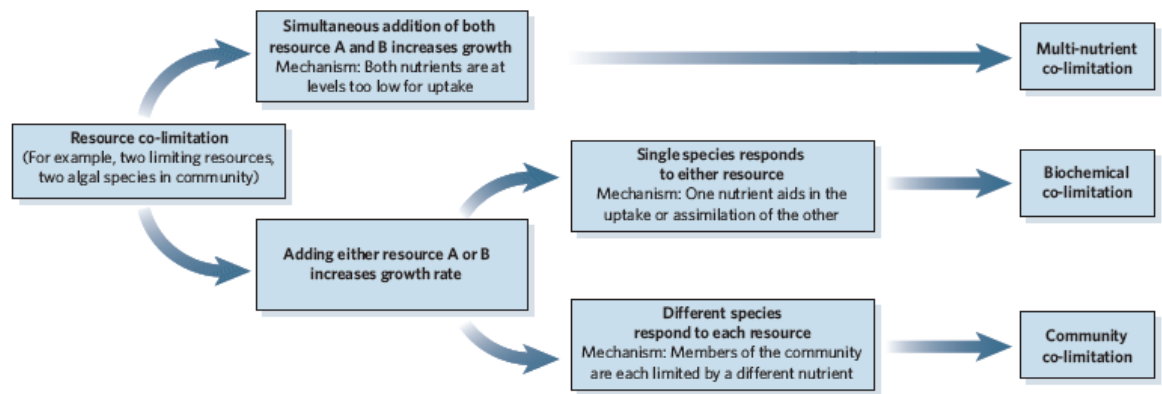 Simultaneous addition of both
resource A and B increases growth
Mechanism: Both nutrients are at
levels too low for uptake
Multi-nutrient
co-limitation
Resource co-limitation
(For example, two limiting resources,
two algal species in community)
Single species responds
to either resource
Mechanism: One nutrient aids in the
uptake or assimilation of the other
Biochemical
co-limitation
Adding either resource A or B
increases growth rate
Different species
respond to each resource
Mechanism: Members of the community
are each limited by a different nutrient
Community
co-limitation